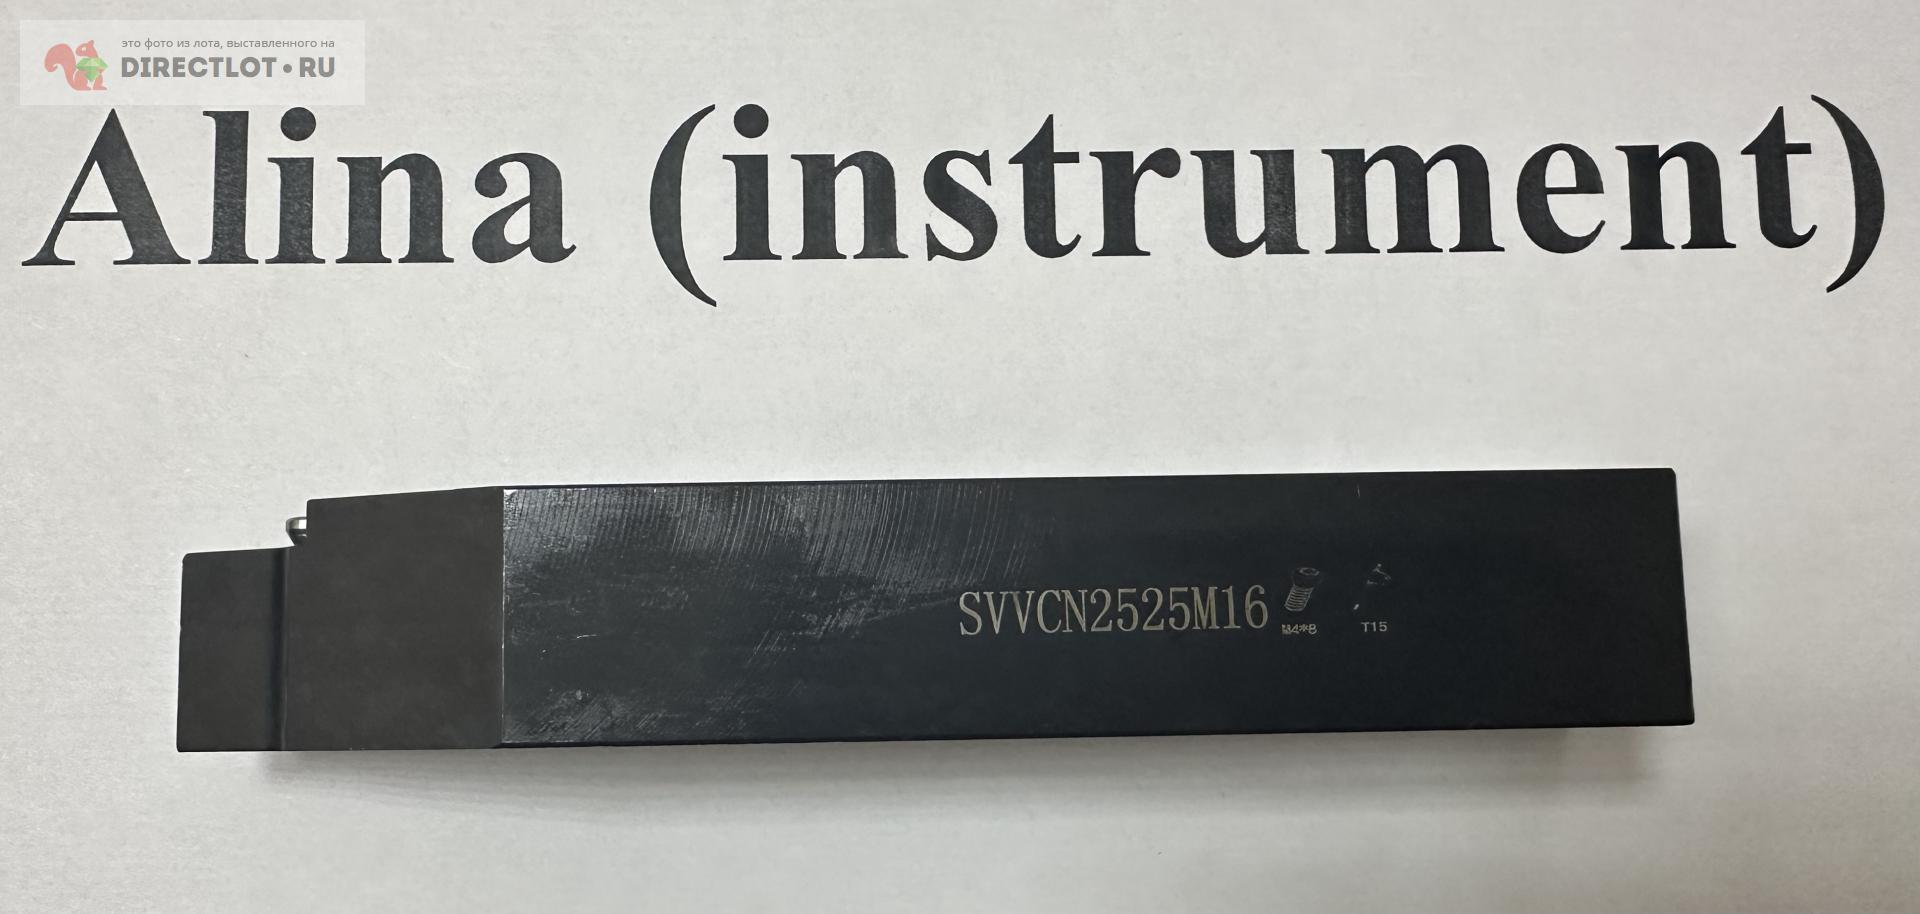 это фото из лота, выставленного на
DIRECTLOT•RU
Alina (instrument)
SVVCN2525M16
M4*8
T15